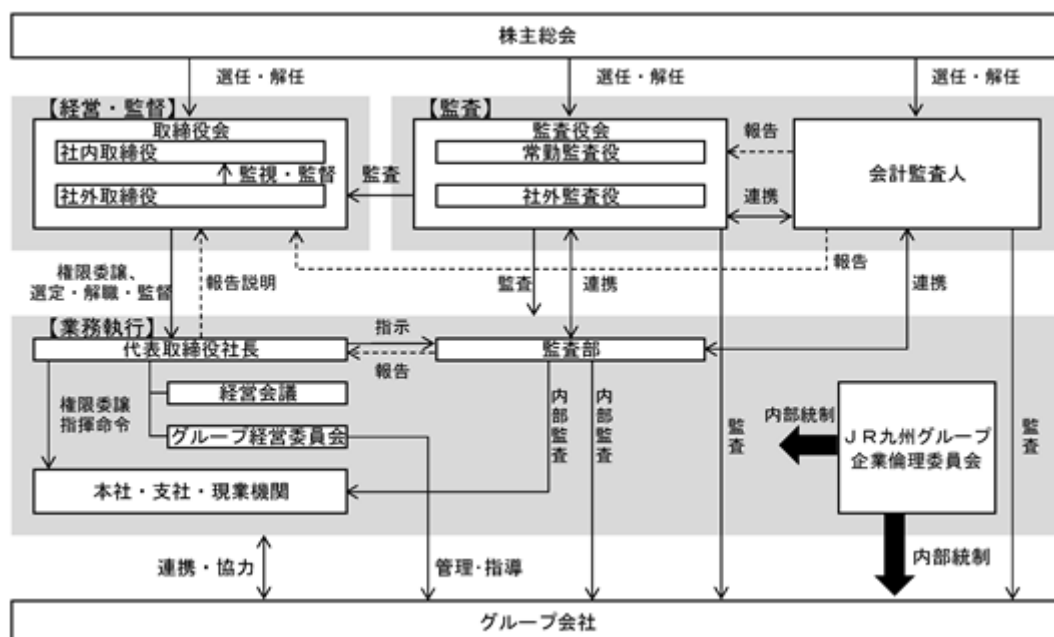 株主総会
選任・解任
選任・解任
選任・解任
【経営・監督】
【監査】
取締役会
社内取締役
監視・監督
社外取締役
監査
監査役会
常勤監査役
社外監査役
報告
連携
会計監査人
権限委譲、
選定・解職・監督
報告説明
監査
連携
報告
連携
【業務執行】
代表取締役社長
指示
報告
監査部
経営会議
権限委譲
指揮命令
グループ経営委員会
本社・支社・現業機関
内部監査
内部監査
監査
内部統制
JR九州グループ
企業倫理委員会
監査
連携・協力
管理・指導
内部統制
グループ会社